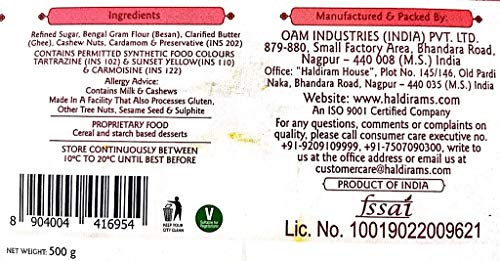 Ingredients
Refined Sugar, Bengal Gram Flour (Besan), Clarified Butter
(Ghee), Cashew Nuts, Cardamom & Preservative (INS 202)
CONTAINS PERMITTED SYNTHETIC FOOD COLOURS
TARTRAZINE (INS 102) & SUNSET YELLOW(INS 110)
& CARMOISINE (INS 122)
Allergy Advice:
Contains Milk & Cashews
Made In A Facility That Also Processes Gluten,
Other Tree Nuts, Sesame Seed & Sulphite
PROPRIETARY FOOD
Cereal and starch based desserts
STORE CONTINUOUSLY BETWEEN
10ºC TO 20ºC UNTIL BEST BEFORE
8 904004 416954
KEEP YOUR
CITY CLEAN
V
Suitable for
Vegetarians
NET WEIGHT: 500 g
Manufactured & Packed By:
OAM INDUSTRIES (INDIA) PVT. LTD.
879-880, Small Factory Area, Bhandara Road,
Nagpur – 440 008 (M.S.) India
Office: "Haldiram House", Plot No. 145/146, Old Pardi
Naka, Bhandara Road, Nagpur – 440 035 (M.S.) India
Website: www.haldirams.com
An ISO 9001 Certified Company
For any questions, comments or complaints on
quality, please call consumer care executive no.
+91-9209109999, +91-7507090300, write to
us at the office address or email us at
customercare@haldirams.com
PRODUCT OF INDIA
fssai
Lic. No. 10019022009621